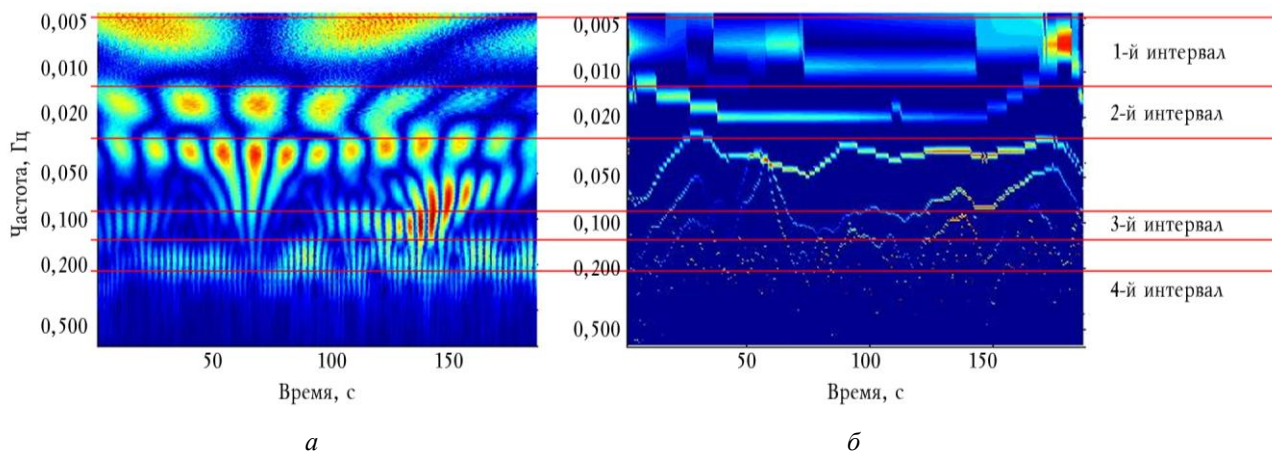 0,005
0,010
0,020
0,050
0,100
0,200
0,500
Частота, Гц
50
100
150
Время, с
а
0,005
0,010
0,020
0,050
0,100
0,200
0,500
50
100
150
Время, с
б
1-й интервал
2-й интервал
3-й интервал
4-й интервал